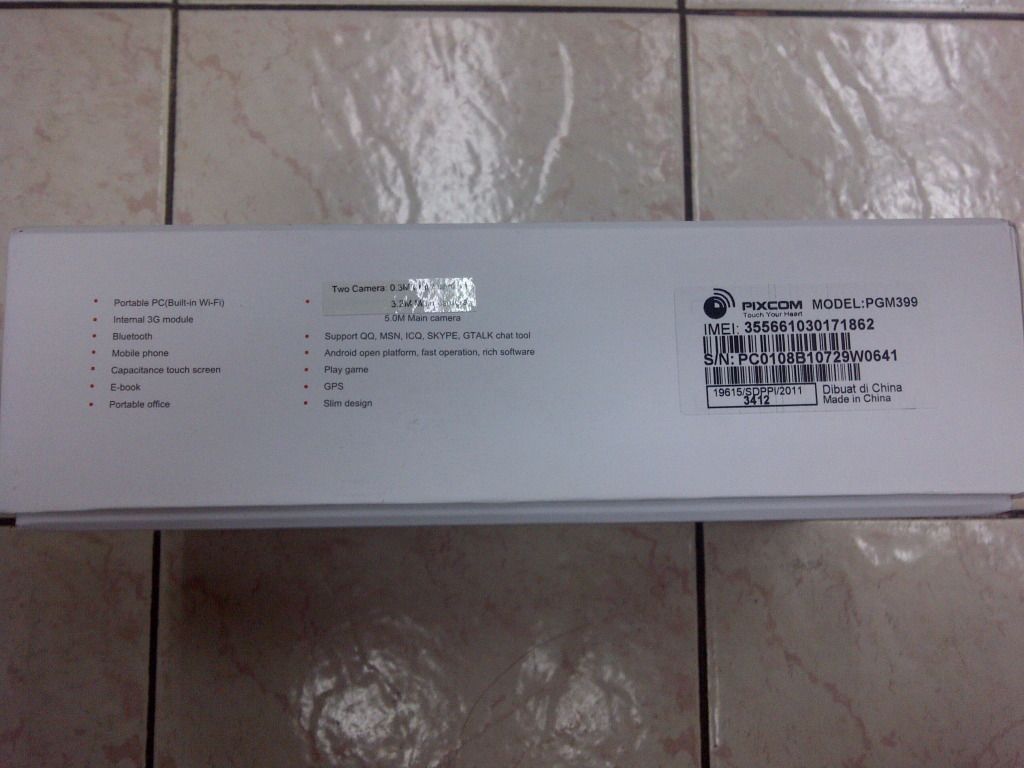 Portable PC(Built-in Wi-Fi)
Internal 3G module
Bluetooth
Mobile phone
Capacitance touch screen
E-book
Portable office
Two Camera: 0.3M
3.2M Main
5.0M Main camera
Support QQ, MSN, ICQ, SKYPE, GTALK chat tool
Android open platform, fast operation, rich software
Play game
GPS
Slim design
PIXCOM MODEL:PGM399
Touch Your Heart
IMEI: 355661030171862
S/N: PC0108B10729W0641
19615/SDPPI/2011
3412
Dibuat di China
Made in China